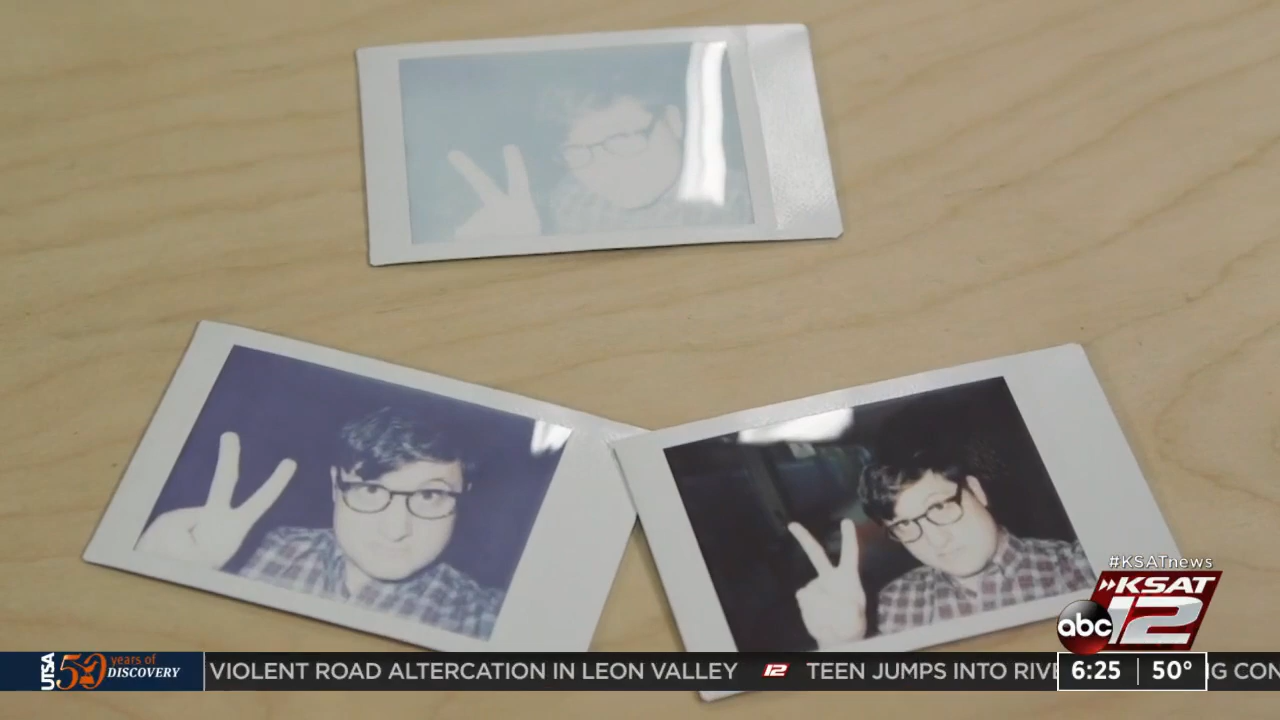 #KSATnews
KSAT
abc 12
UTSA 50 years of DISCOVERY
VIOLENT ROAD ALTERCATION IN LEON VALLEY 12 TEEN JUMPS INTO
6:25 50°